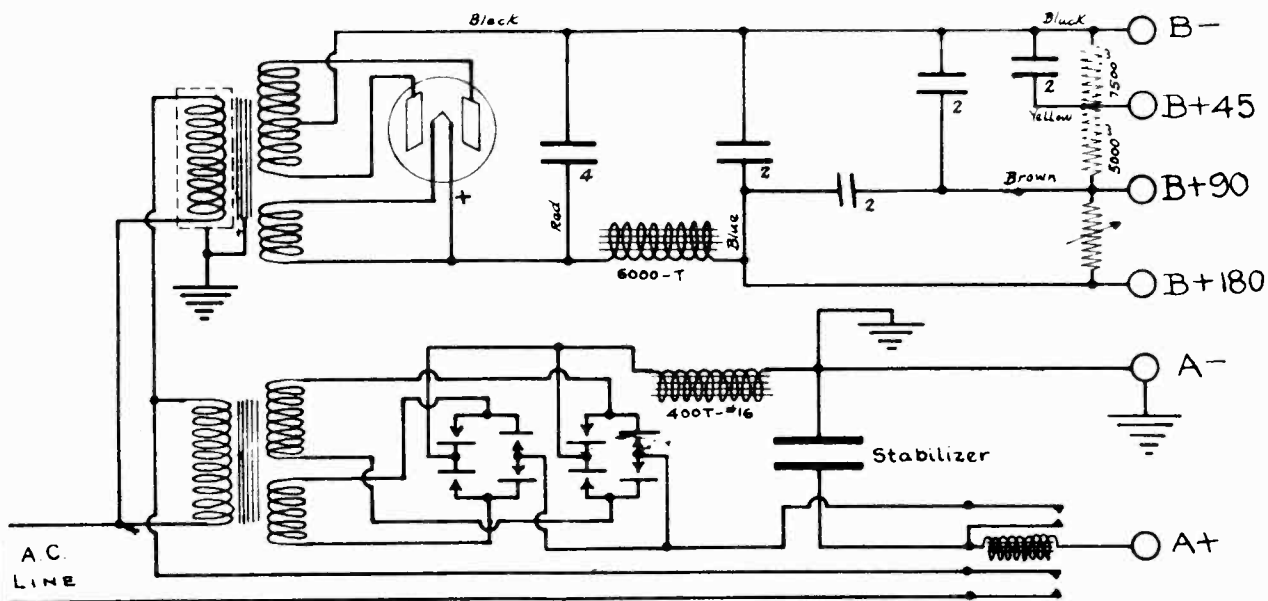 Black
Black
B-
2
7500
B+45
2
Yellow
5000
4
2
Brown
B+90
2
+
Red
Blue
6000-T
B+180
A-
400T-#16
Stabilizer
A+
A.C.
LINE